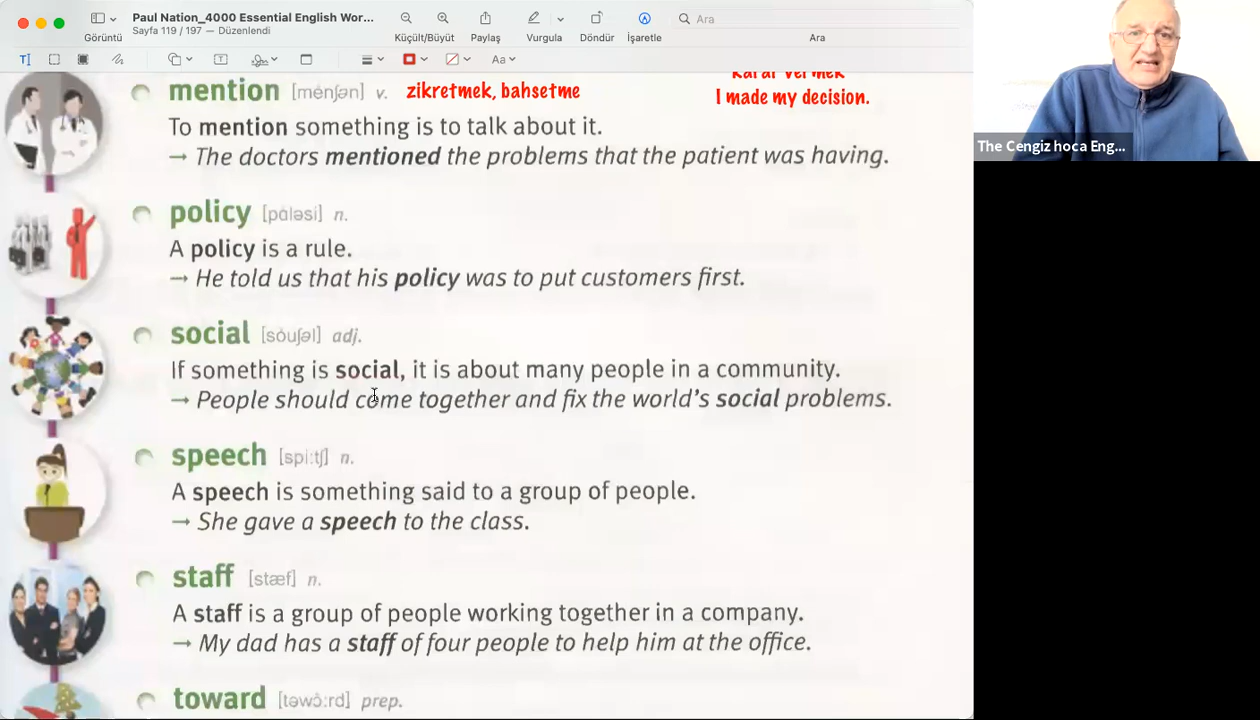 Paul Nation_4000 Essential English Wor...
Sayfa 119 / 197 — Düzenlendi
Ara
Görüntü
Küçült/Büyüt
Paylaş
Vurgula
Döndür
İşaretle
Ara
Aa
karar vermek
I made my decision.
mention [ménʃən] v. zikretmek, bahsetme
To mention something is to talk about it.
→ The doctors mentioned the problems that the patient was having.
The Cengiz hoca Eng...
policy [páləsi] n.
A policy is a rule.
→ He told us that his policy was to put customers first.
social [sóuʃəl] adj.
If something is social, it is about many people in a community.
→ People should come together and fix the world's social problems.
speech [spi:tʃ] n.
A speech is something said to a group of people.
→ She gave a speech to the class.
staff [stæf] n.
A staff is a group of people working together in a company.
→ My dad has a staff of four people to help him at the office.
toward [təwɔ́:rd] prep.